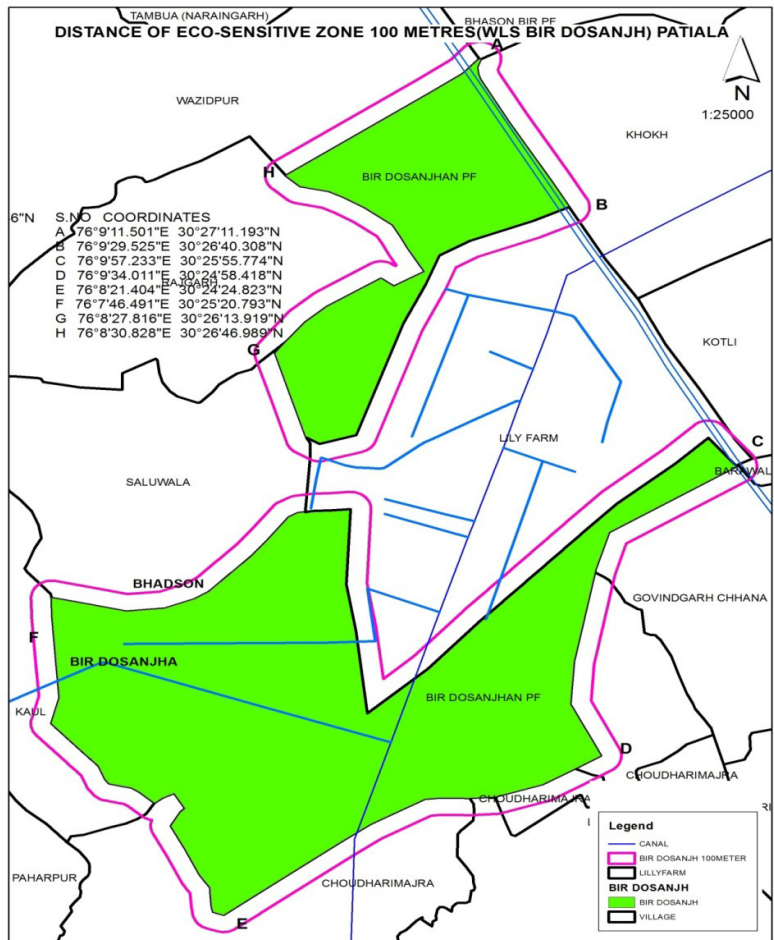 TAMBUA (NARAINGARH)
BHASON BIR PF
DISTANCE OF ECO-SENSITIVE ZONE 100 METRES(WLS BIR DOSANJH) PATIALA
A
N
1:25000
WAZIDPUR
KHOKH
H
BIR DOSANJHAN PF
B
6"N
S.NO COORDINATES
A 76°9'11.501"E 30°27'11.193"N
B 76°9'29.525"E 30°26'40.308"N
C 76°9'57.233"E 30°25'55.774"N
D 76°9'34.011"E 30°24'58.418"N
RAJGARH
E 76°8'21.404"E 30°24'24.823"N
F 76°7'46.491"E 30°25'20.793"N
G 76°8'27.816"E 30°26'13.919"N
H 76°8'30.828"E 30°26'46.989"N
G
KOTLI
LILY FARM
C
BARAWAL
SALUWALA
BHADSON
GOVINDGARH CHHANA
F
BIR DOSANJHA
BIR DOSANJHAN PF
KAUL
D
CHOUDHARIMAJRA
CHOUDHARIMAJRA
PAHARPUR
CHOUDHARIMAJRA
E
Legend
CANAL
BIR DOSANJH 100METER
LILLYFARM
BIR DOSANJH
BIR DOSANJH
VILLAGE